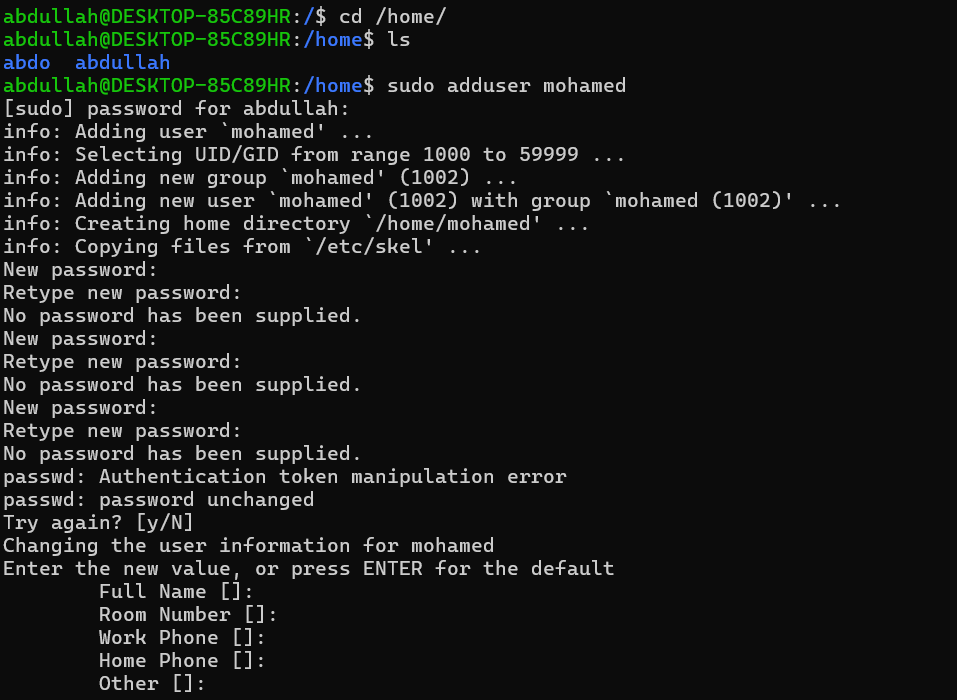 abdullah@DESKTOP-85C89HR:/$ cd /home/
abdullah@DESKTOP-85C89HR:/home$ ls
abdo  abdullah
abdullah@DESKTOP-85C89HR:/home$ sudo adduser mohamed
[sudo] password for abdullah:
info: Adding user `mohamed' ...
info: Selecting UID/GID from range 1000 to 59999 ...
info: Adding new group `mohamed' (1002) ...
info: Adding new user `mohamed' (1002) with group `mohamed (1002)' ...
info: Creating home directory `/home/mohamed' ...
info: Copying files from `/etc/skel' ...
New password:
Retype new password:
No password has been supplied.
New password:
Retype new password:
No password has been supplied.
New password:
Retype new password:
No password has been supplied.
passwd: Authentication token manipulation error
passwd: password unchanged
Try again? [y/N]
Changing the user information for mohamed
Enter the new value, or press ENTER for the default
        Full Name []:
        Room Number []:
        Work Phone []:
        Home Phone []:
        Other []: